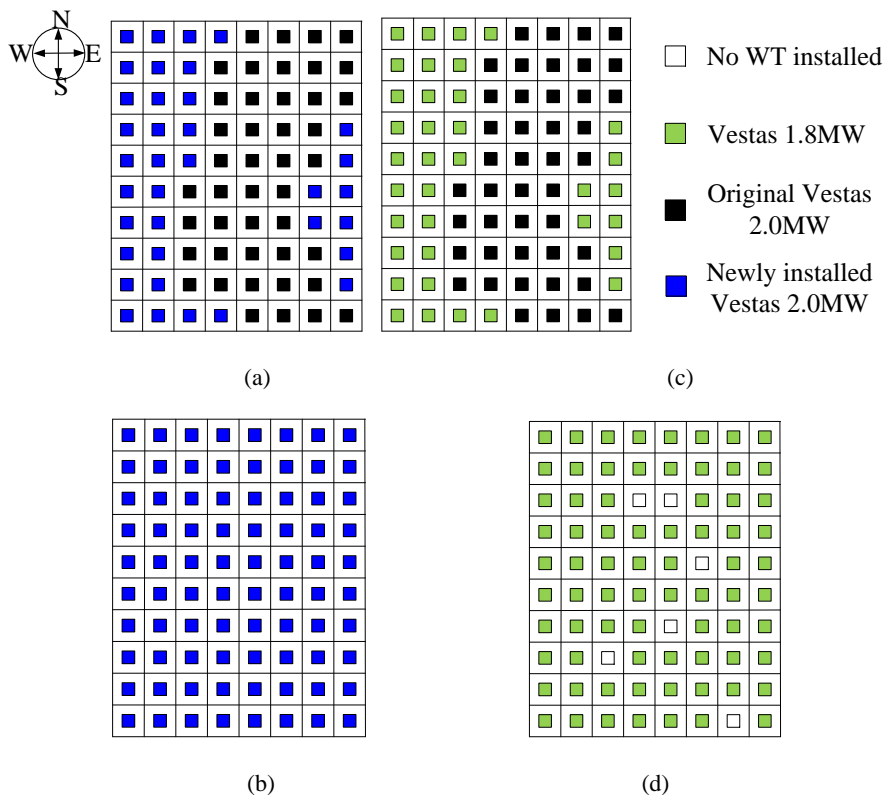 N
W E
S
No WT installed
Vestas 1.8MW
Original Vestas
2.0MW
Newly installed
Vestas 2.0MW
(a)
(c)
(b)
(d)